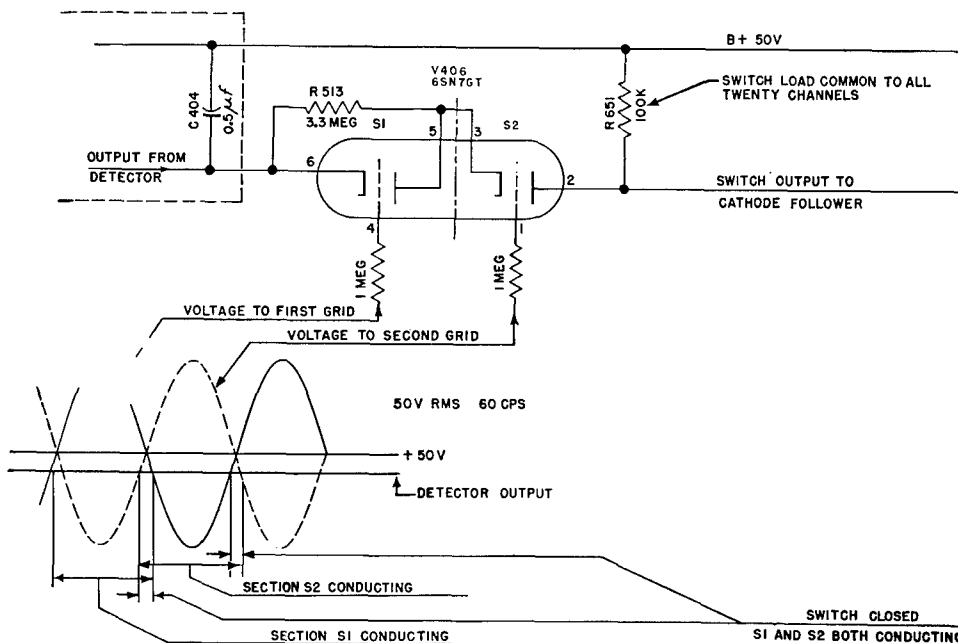 B+ 50V
V406
6SN7GT
R 513
3.3 MEG
S1
S2
5
3
6
2
4
1
C 404
0.5μf
R 651
100K
SWITCH LOAD COMMON TO ALL
TWENTY CHANNELS
OUTPUT FROM
DETECTOR
SWITCH OUTPUT TO
CATHODE FOLLOWER
1 MEG
1 MEG
VOLTAGE TO FIRST GRID
VOLTAGE TO SECOND GRID
50V RMS 60 CPS
+ 50V
DETECTOR OUTPUT
SECTION S2 CONDUCTING
SECTION S1 CONDUCTING
SWITCH CLOSED
S1 AND S2 BOTH CONDUCTING